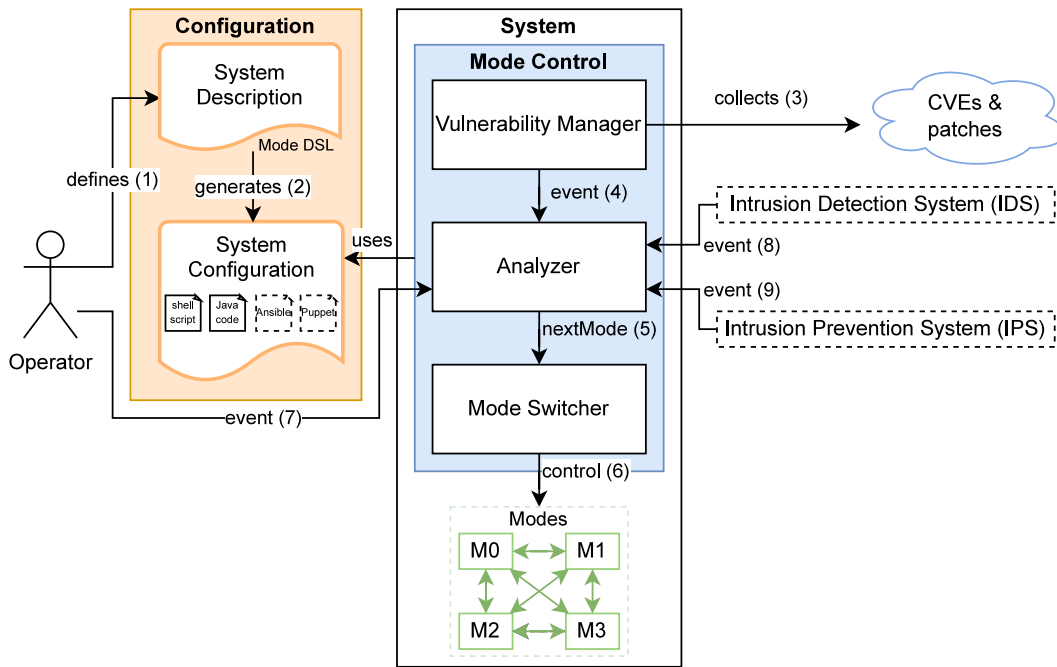 Configuration
System
Description
Mode DSL
defines (1)
generates (2)
System
Configuration
shell
script
Java
code
Ansible
Puppet
Operator
event (7)
uses
System
Mode Control
Vulnerability Manager
event (4)
Analyzer
nextMode (5)
Mode Switcher
control (6)
Modes
M0
M1
M2
M3
collects (3)
CVEs &
patches
Intrusion Detection System (IDS)
event (8)
event (9)
Intrusion Prevention System (IPS)